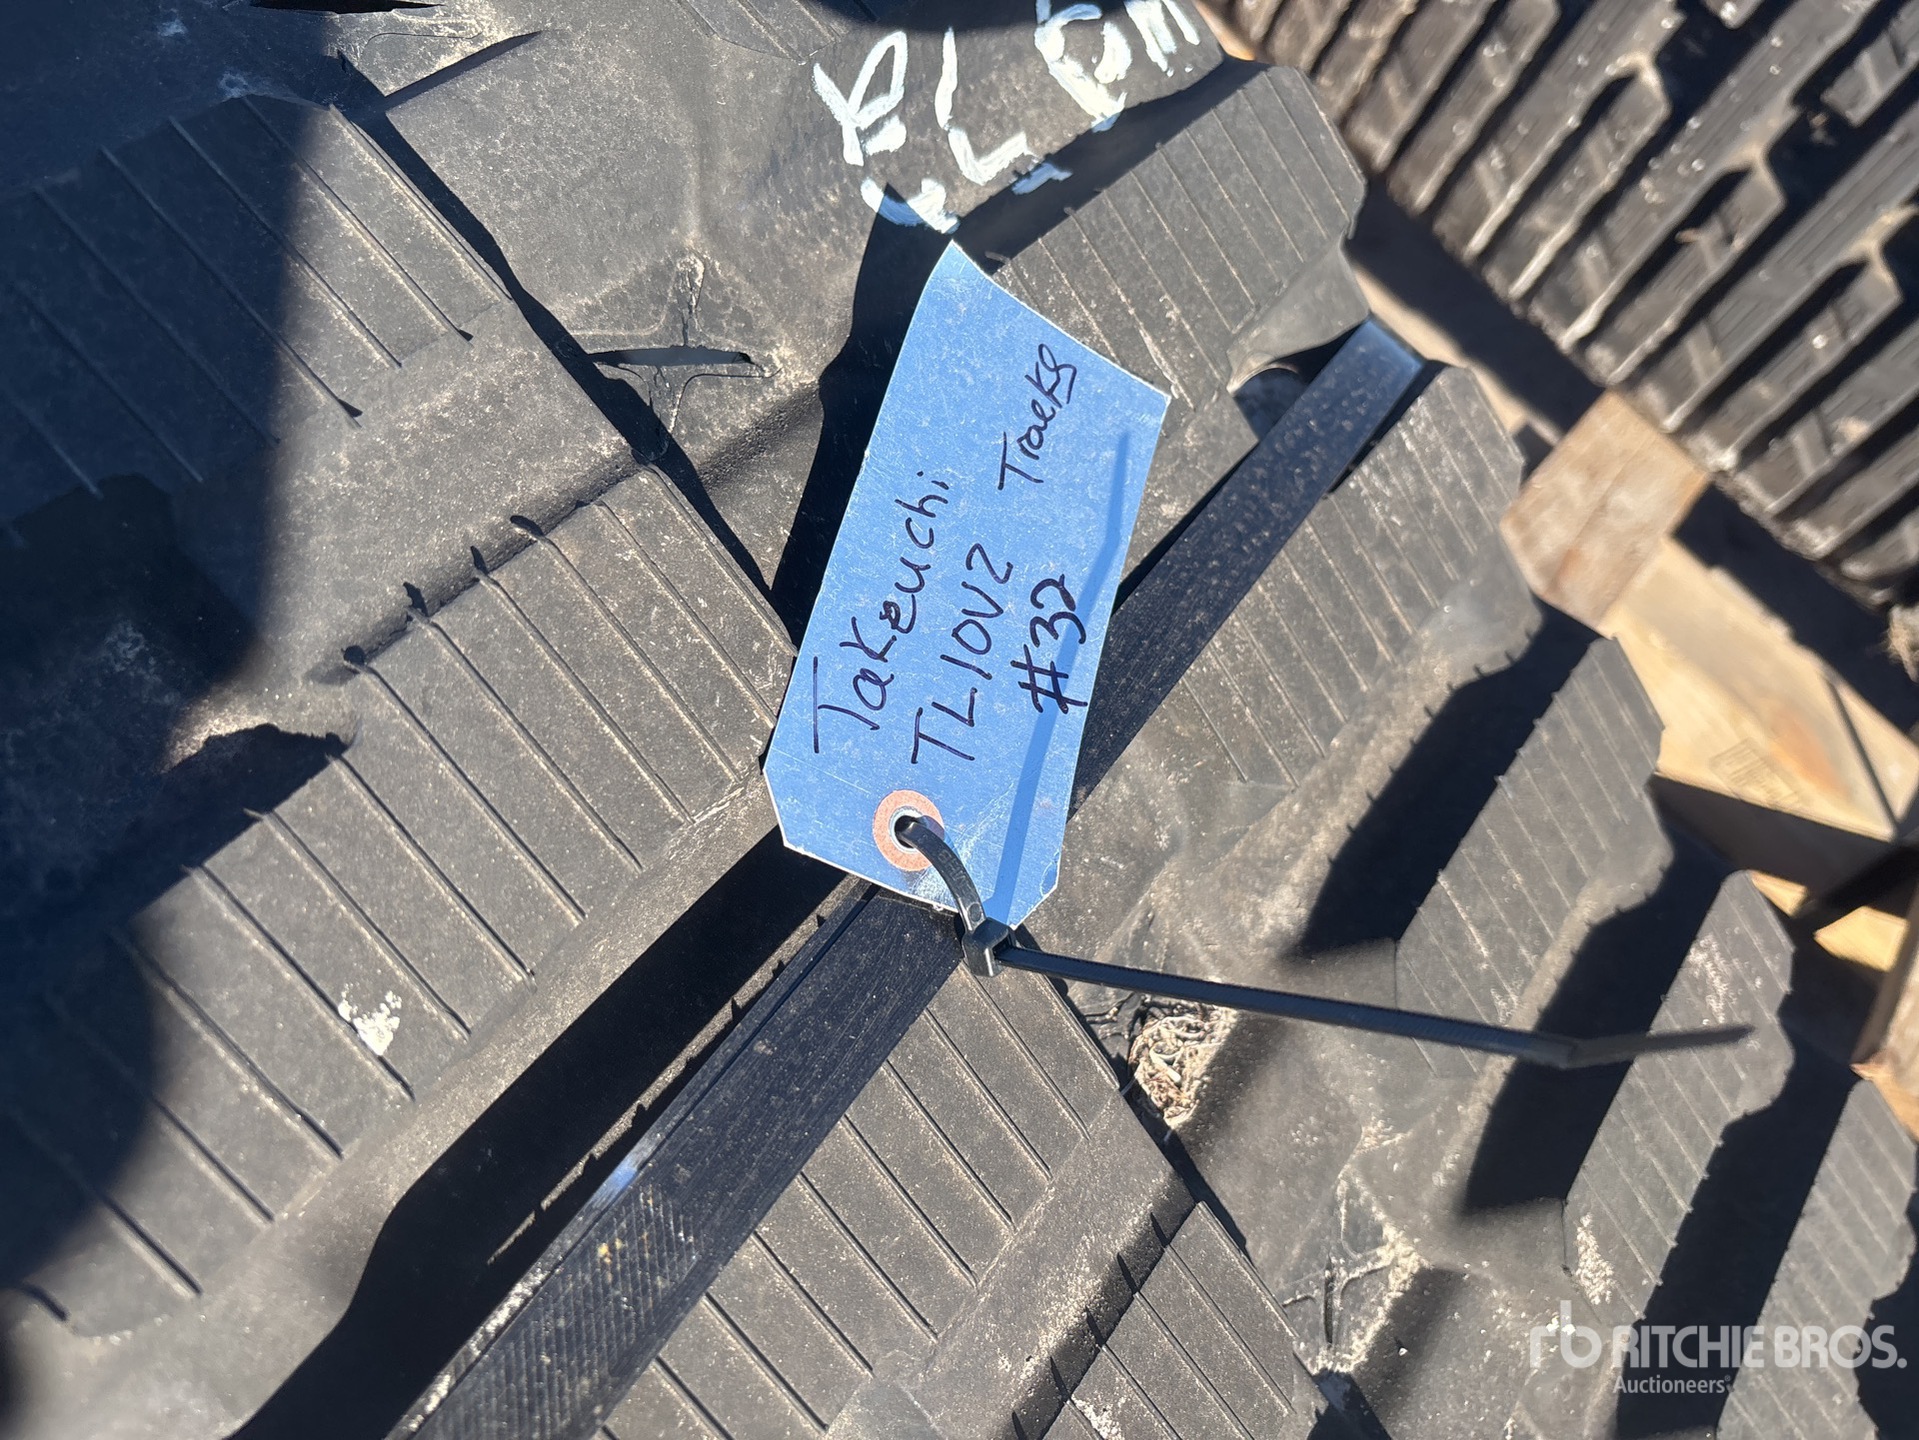 Takeuchi
TL10V2 Tracks
#32
RITCHIE BROS.
Auctioneers